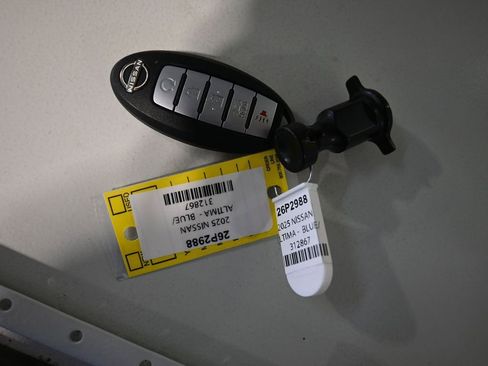 NISSAN
26P2988
2025 NISSAN
ALTIMA - BLUE/
312867
26P2988
2025 NISSAN
ALTIMA - BLUE/
312867